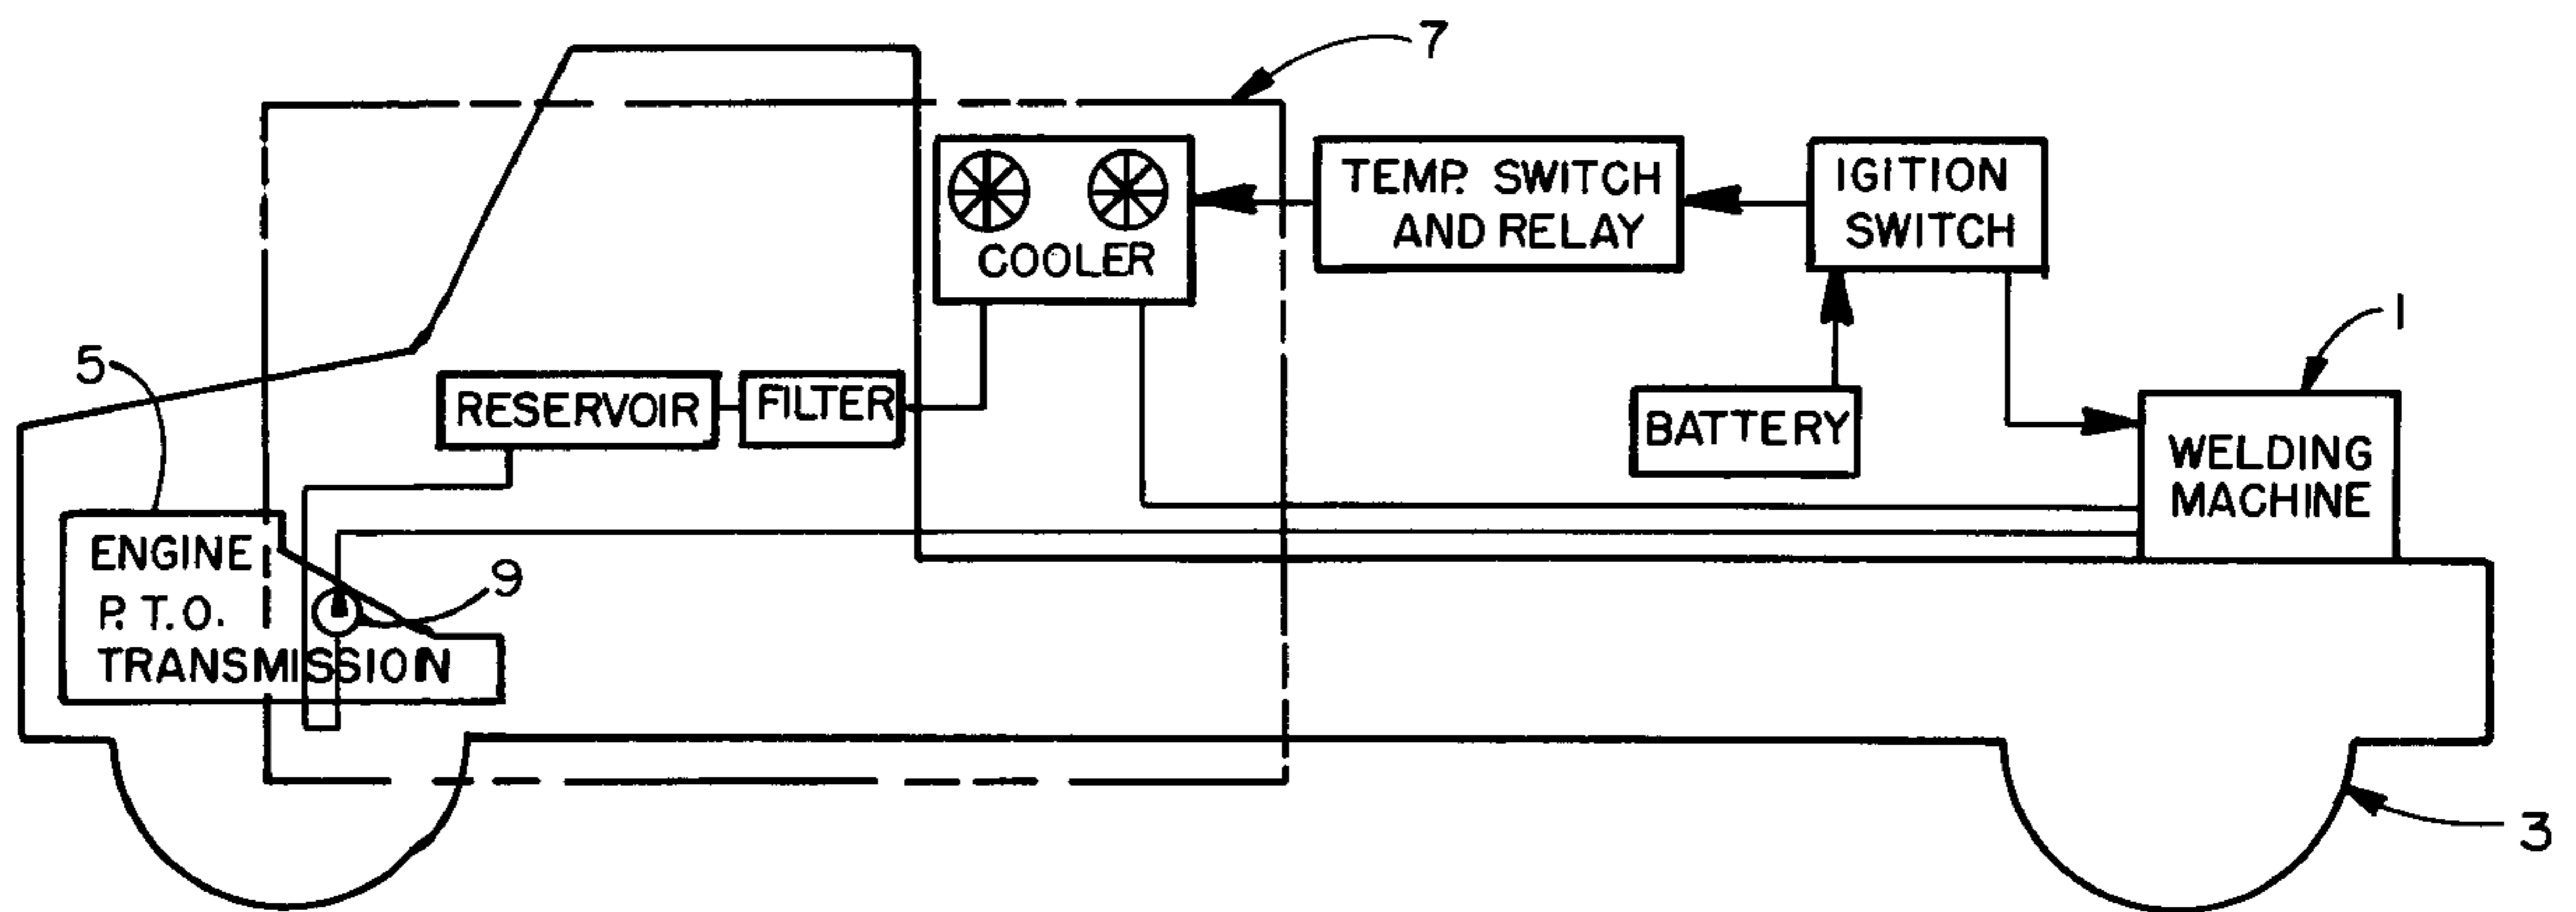 7
TEMP. SWITCH
AND RELAY
IGITION
SWITCH
COOLER
1
5
RESERVOIR
FILTER
BATTERY
WELDING
MACHINE
ENGINE
P. T. O.
TRANSMISSION
9
3